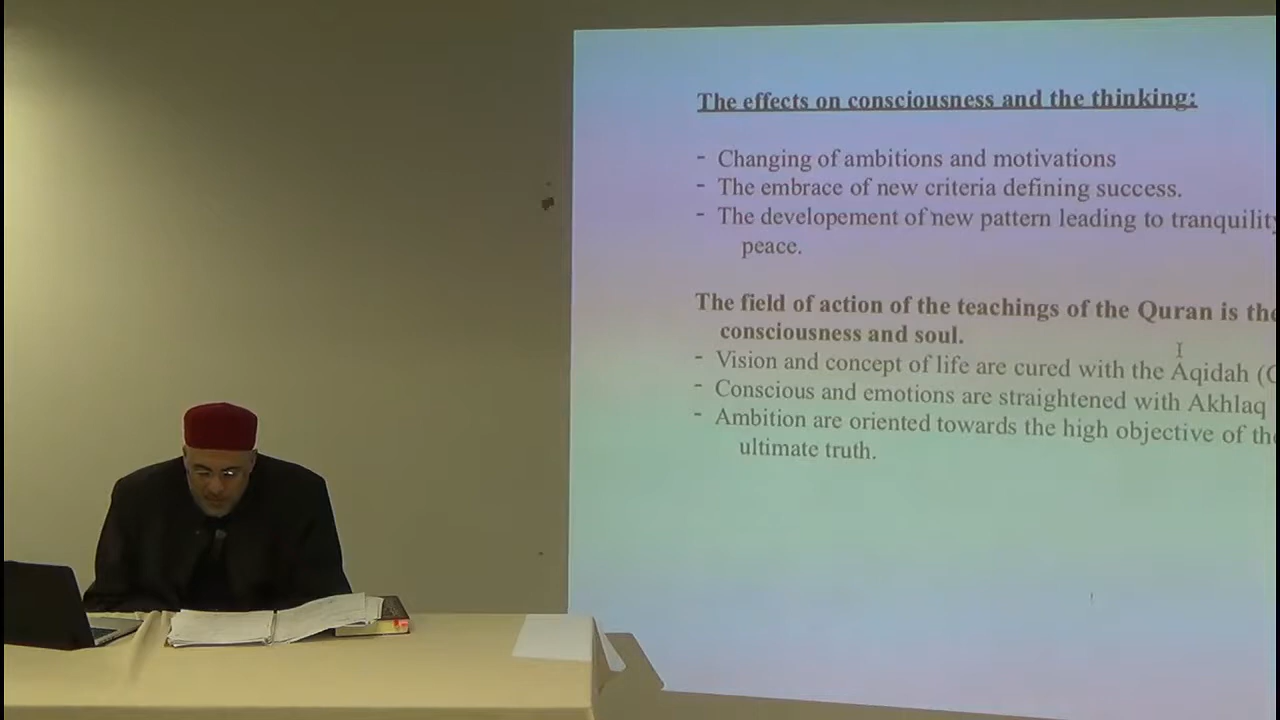 The effects on consciousness and the thinking:
- Changing of ambitions and motivations
- The embrace of new criteria defining success.
- The developement of new pattern leading to tranquility
peace.
The field of action of the teachings of the Quran is the
consciousness and soul.
- Vision and concept of life are cured with the Aqidah (
- Conscious and emotions are straightened with Akhlaq
- Ambition are oriented towards the high objective of the
ultimate truth.